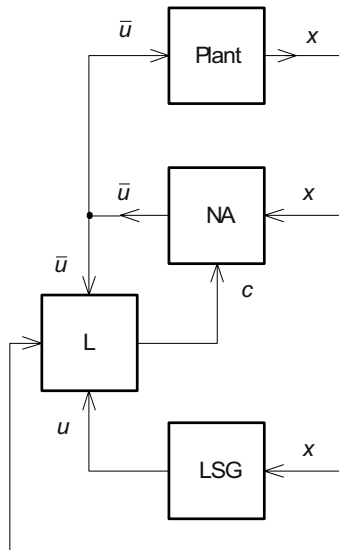 ū Plant x
ū NA x
ū c
L
u LSG x